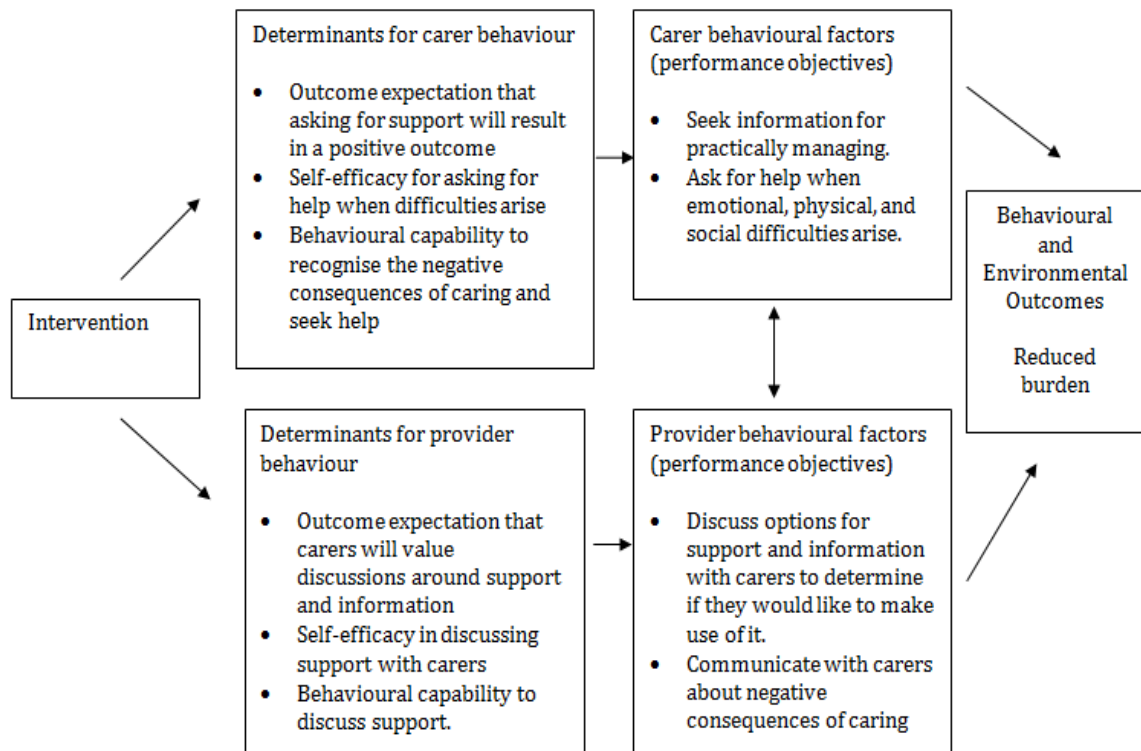 Determinants for carer behaviour
• Outcome expectation that
asking for support will result
in a positive outcome
• Self-efficacy for asking for
help when difficulties arise
• Behavioural capability to
recognise the negative
consequences of caring and
seek help
Carer behavioural factors
(performance objectives)
• Seek information for
practically managing.
• Ask for help when
emotional, physical, and
social difficulties arise.
Behavioural
and
Environmental
Outcomes
Reduced
burden
Intervention
Determinants for provider
behaviour
• Outcome expectation that
carers will value
discussions around support
and information
• Self-efficacy in discussing
support with carers
• Behavioural capability to
discuss support.
Provider behavioural factors
(performance objectives)
• Discuss options for
support and information
with carers to determine
if they would like to make
use of it.
• Communicate with carers
about negative
consequences of caring